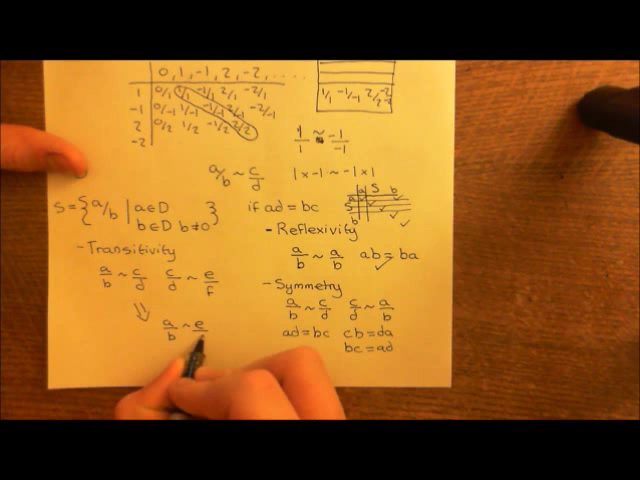 0, 1, -1, 2, -2, ....
1 0/1 1/1 -1/1 2/1 -2/1
-1 0/-1 1/-1 -1/-1 2/-1 -2/-1
2 0/2 1/2 -1/2 2/2
-2
1/1 -1/-1 2/2 -2/-2
1/1 ~ -1/-1
a/b ~ c/d 1 x -1 ~ -1 x 1
S = { a/b | a ∈ D
b ∈ D b ≠ 0 }
if ad = bc
a S b
a
S
b
- Reflexivity
a/b ~ a/b ab = ba
- Symmetry
a/b ~ c/d c/d ~ a/b
ad = bc cb = da
bc = ad
- Transitivity
a/b ~ c/d c/d ~ e/f
⇓
a/b ~ e/